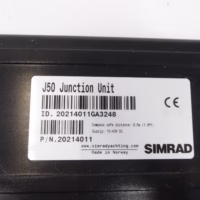 J50 Junction Unit
ID. 20214011GA3248
CE
Compass safe distance: 0.5m (1.6ft)
Supply: 10-40V DC
SIMRAD
www.simradyachting.com
Made in Norway
P/N. 20214011